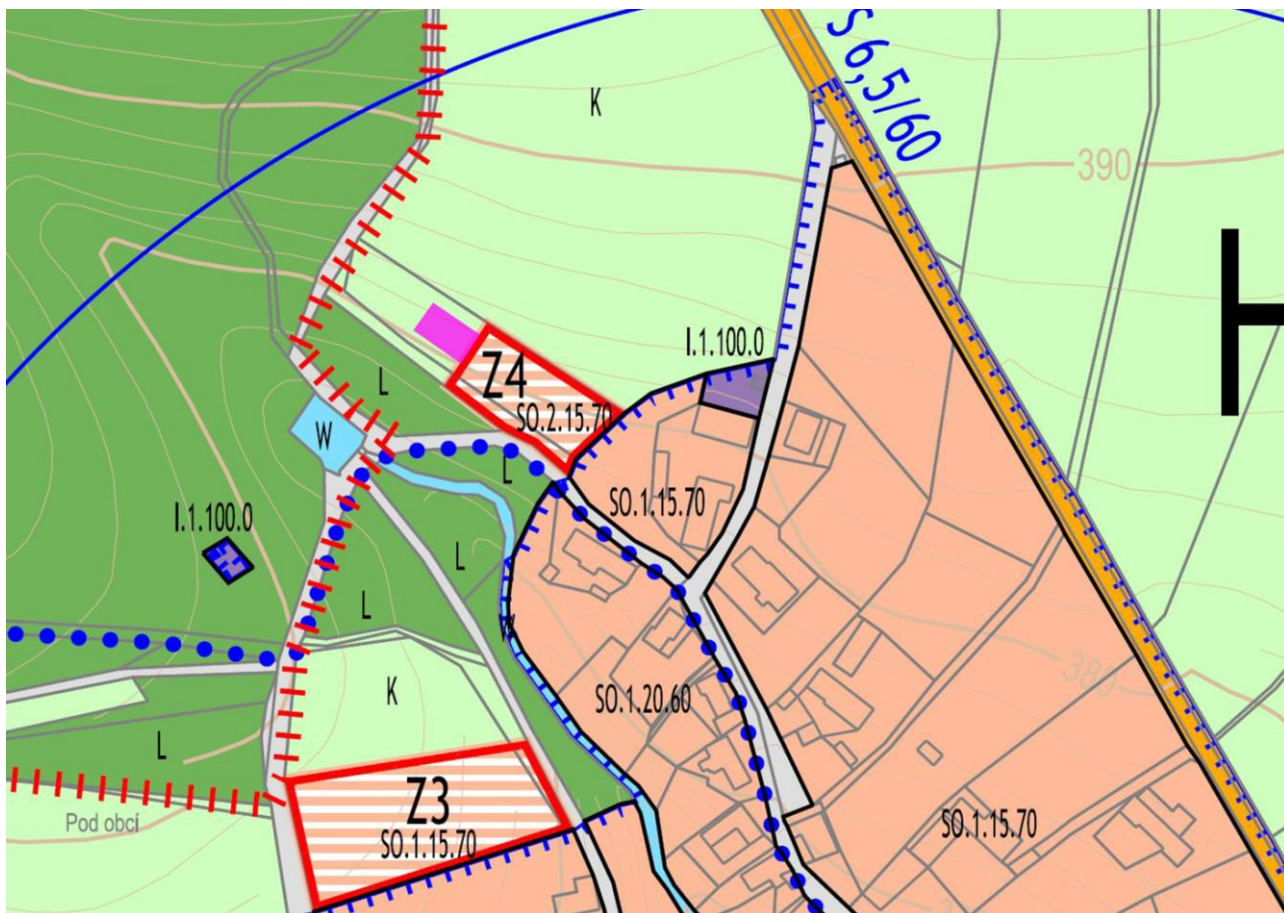 S 6,5/60
K
390
H
I.1.100.0
Z4
L
SO.2.15.70
W
L
SO.1.15.70
I.1.100.0
L
L
W
380
K
SO.1.20.60
L
Z3
Pod obcí
SO.1.15.70
SO.1.15.70